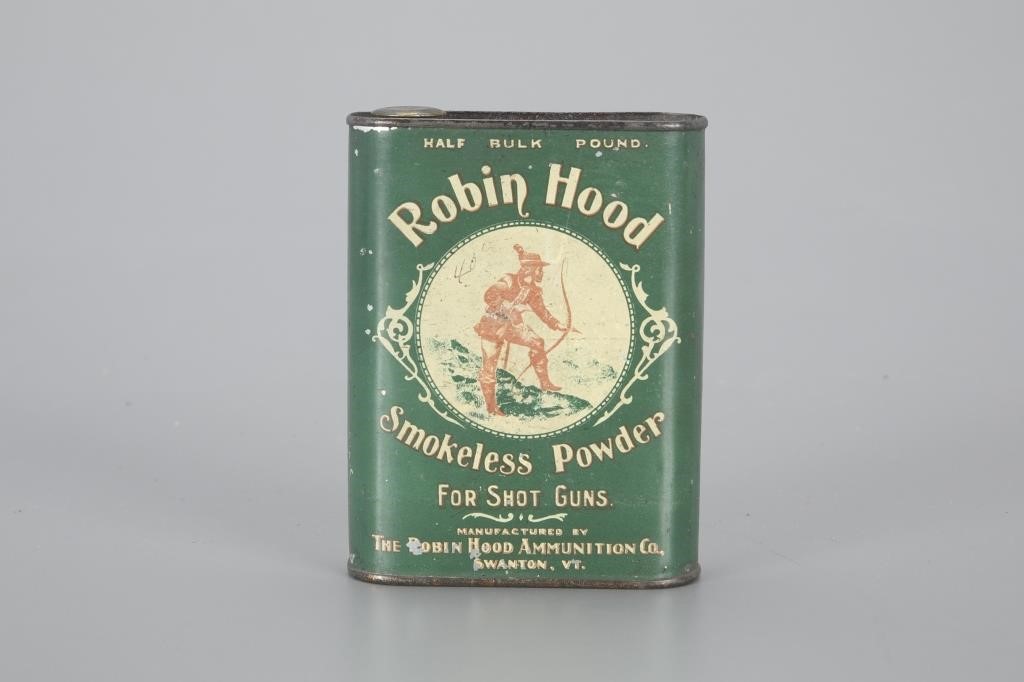 HALF BULK POUND.
Robin Hood
Smokeless Powder
FOR SHOT GUNS.
MANUFACTURED BY
THE ROBIN HOOD AMMUNITION CO.,
SWANTON, VT.